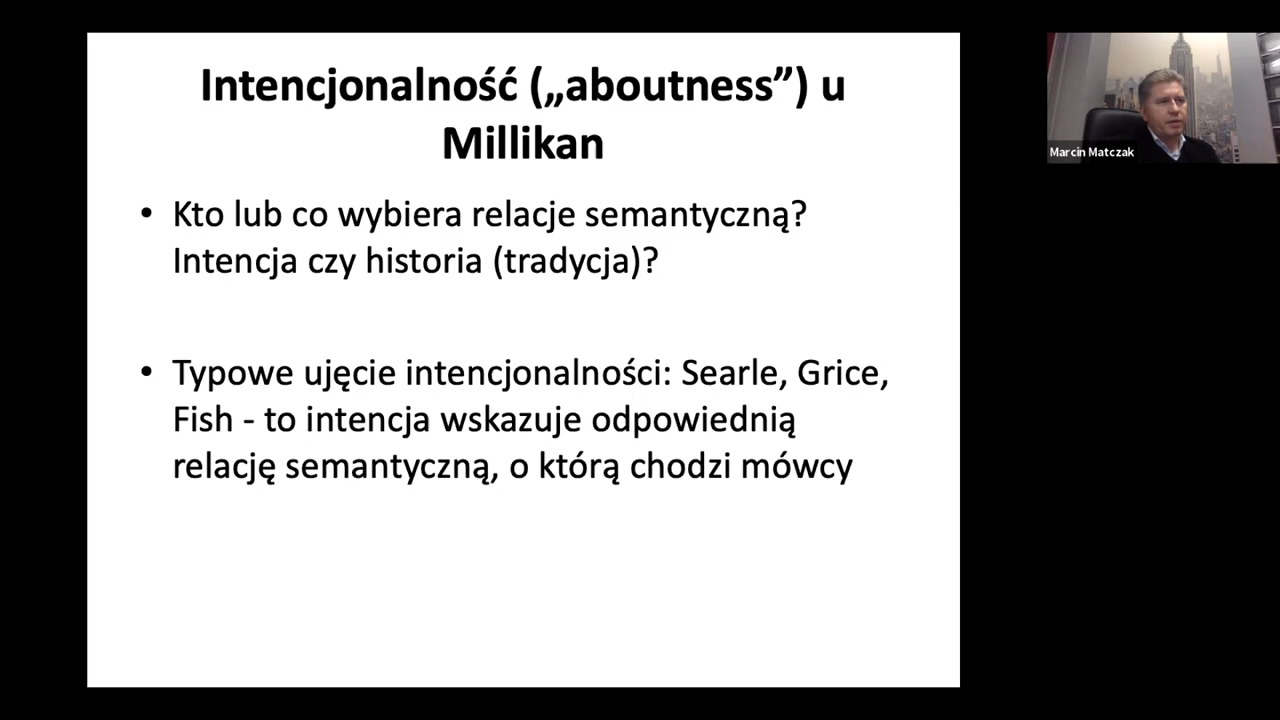 Intencjonalność („aboutness”) u
Millikan
• Kto lub co wybiera relacje semantyczną?
Intencja czy historia (tradycja)?
• Typowe ujęcie intencjonalności: Searle, Grice,
Fish - to intencja wskazuje odpowiednią
relację semantyczną, o którą chodzi mówcy
Marcin Matczak